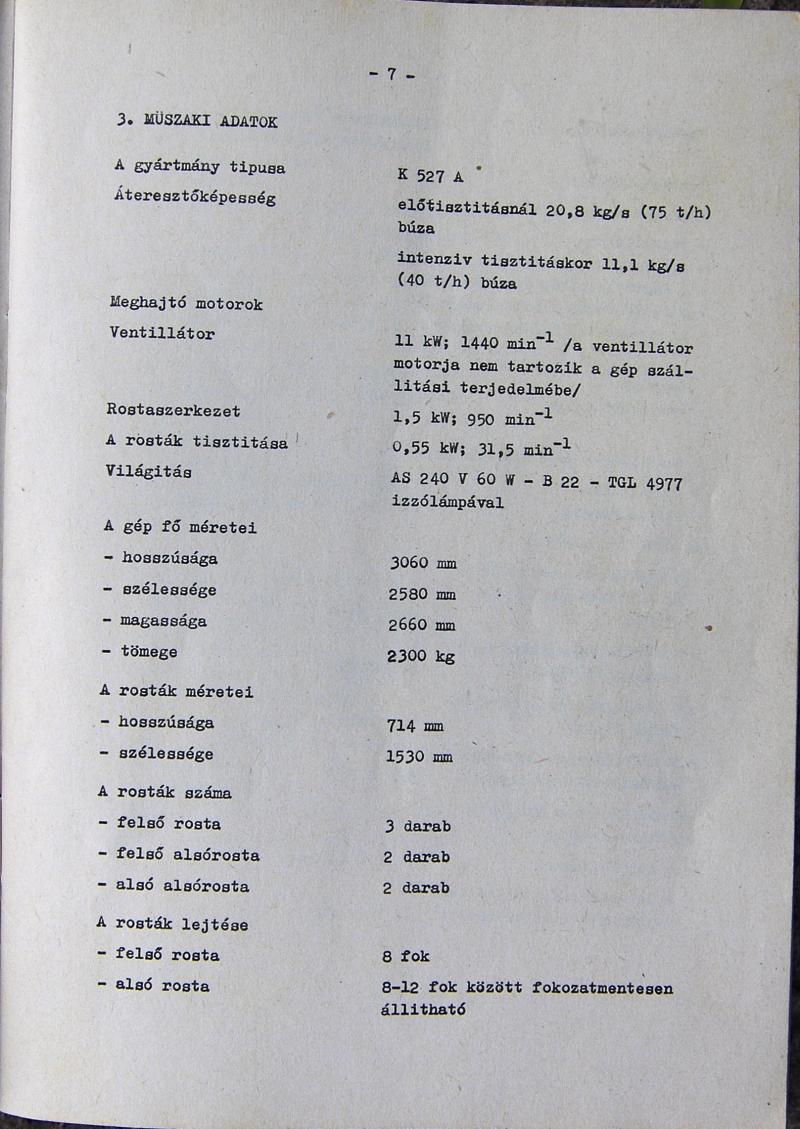 - 7 -
3. MÜSZAKI ADATOK
A gyártmány tipusa K 527 A
Áteresztőképesség előtisztitásnál 20,8 kg/s (75 t/h)
búza
intenziv tisztitáskor 11,1 kg/s
(40 t/h) búza
Meghajtó motorok
Ventillátor 11 kW; 1440 min⁻¹ /a ventillátor
motorja nem tartozik a gép szál-
litási terjedelmébe/
Rostaszerkezet 1,5 kW; 950 min⁻¹
A rosták tisztitása 0,55 kW; 31,5 min⁻¹
Világitás AS 240 V 60 W - B 22 - TGL 4977
izzólámpával
A gép fő méretei
- hosszúsága 3060 mm
- szélessége 2580 mm
- magassága 2660 mm
- tömege 2300 kg
A rosták méretei
- hosszúsága 714 mm
- szélessége 1530 mm
A rosták száma
- felső rosta 3 darab
- felső alsórosta 2 darab
- alsó alsórosta 2 darab
A rosták lejtése
- felső rosta 8 fok
- alsó rosta 8-12 fok között fokozatmentesen
állitható